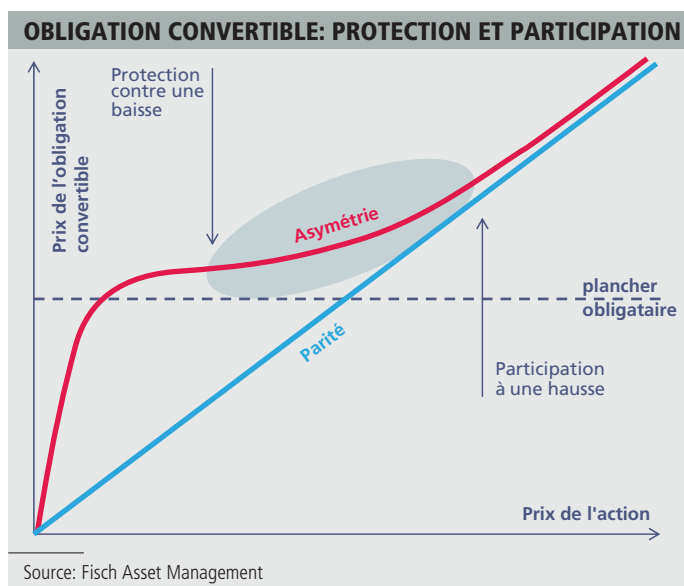 OBLIGATION CONVERTIBLE: PROTECTION ET PARTICIPATION
Protection
contre une
baisse
Prix de l'obligation
convertible
Asymétrie
plancher
obligataire
Parité
Participation
à une hausse
Prix de l'action
Source: Fisch Asset Management